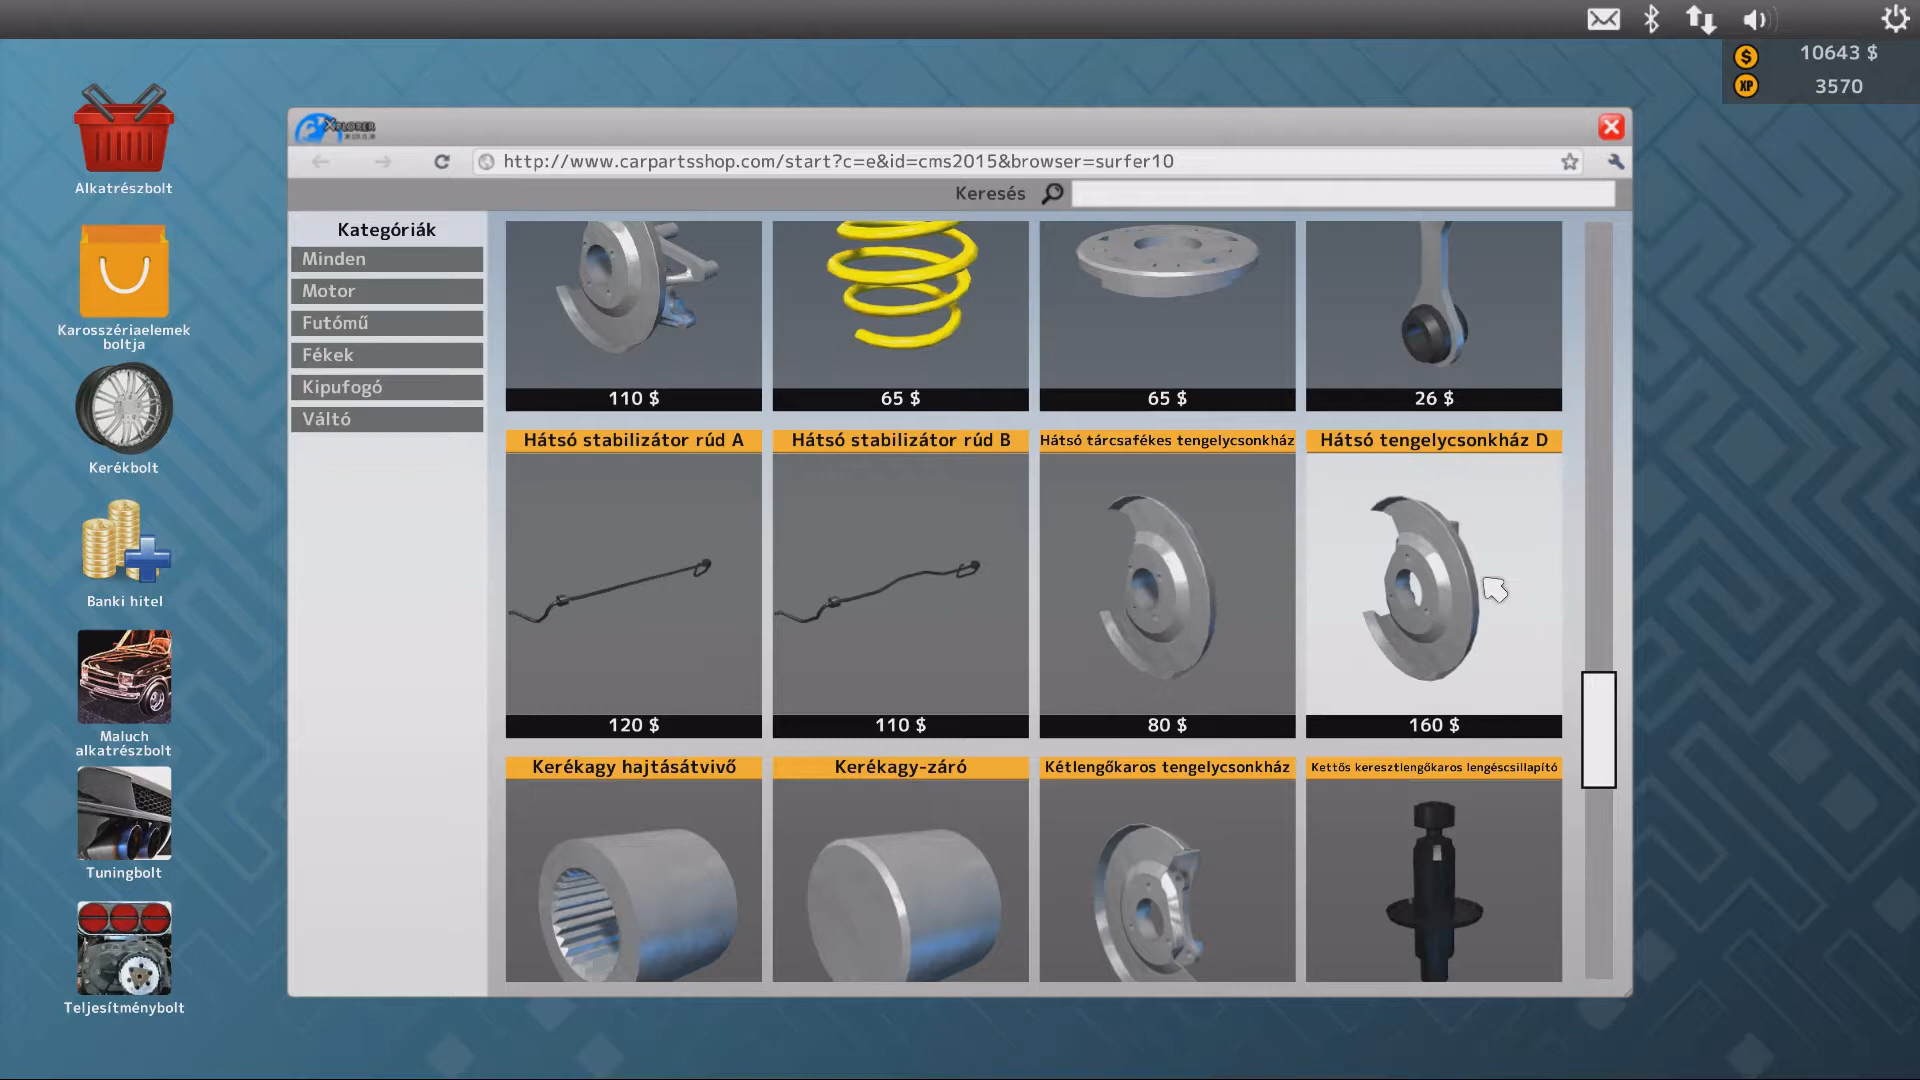 10643 $
XP
3570
Alkatrészbolt
Karosszériaelemek
boltja
Kerékbolt
Banki hitel
Maluch
alkatrészbolt
Tuningbolt
Teljesítménybolt
XPLORER
http://www.carpartsshop.com/start?c=e&id=cms2015&browser=surfer10
Keresés
Kategóriák
Minden
Motor
Futómű
Fékek
Kipufogó
Váltó
110 $
65 $
65 $
26 $
Hátsó stabilizátor rúd A
Hátsó stabilizátor rúd B
Hátsó tárcsafékes tengelycsonkház
Hátsó tengelycsonkház D
120 $
110 $
80 $
160 $
Kerékagy hajtásátvivő
Kerékagy-záró
Kétlengőkaros tengelycsonkház
Kettős keresztlengőkaros lengéscsillapító